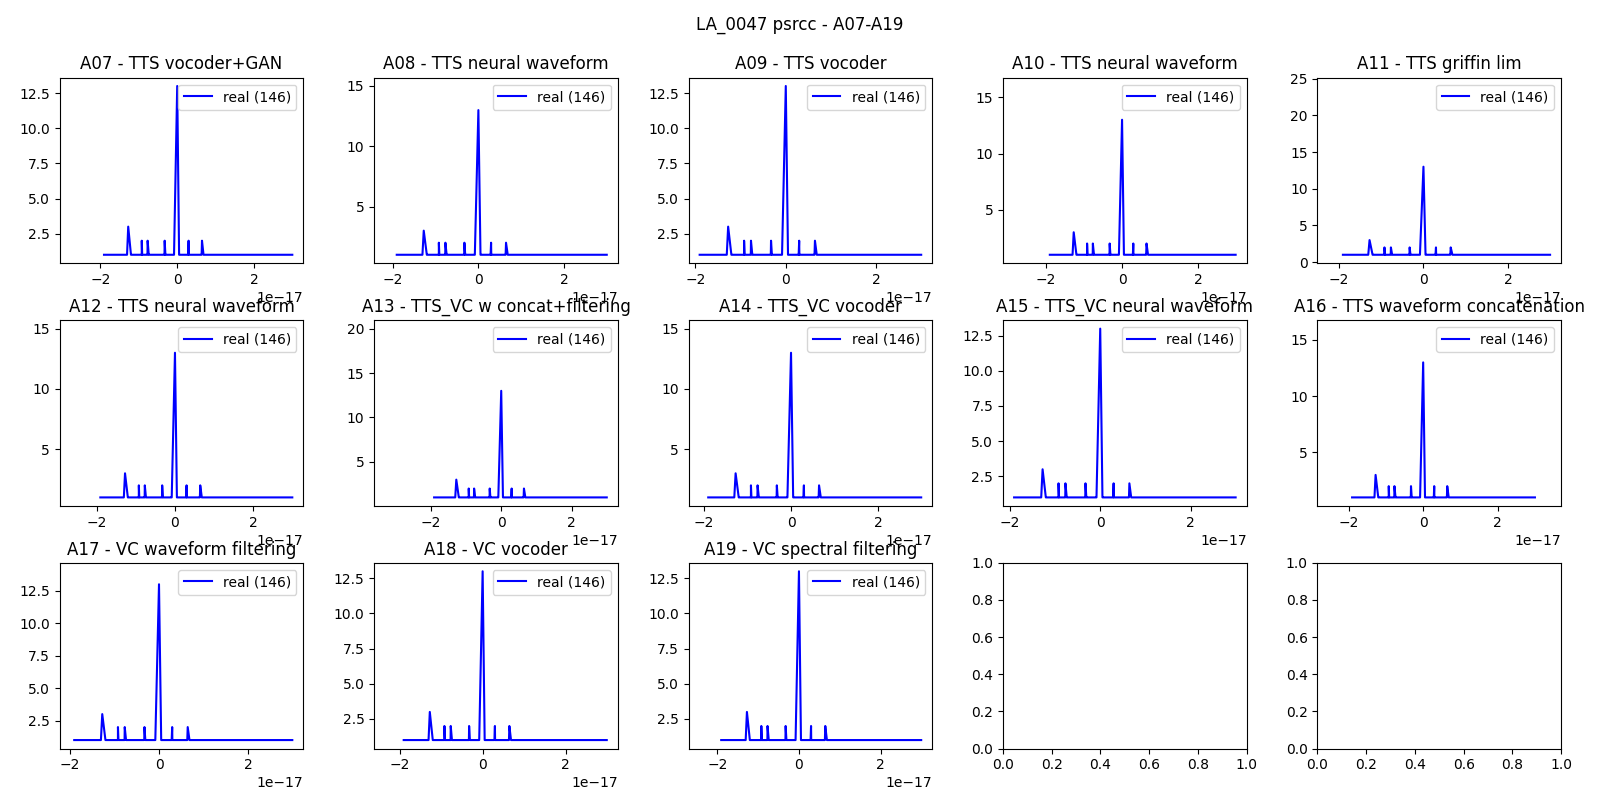 LA_0047 psrcc - A07-A19
A07 - TTS vocoder+GAN
real (146)
12.5
10.0
7.5
5.0
2.5
−2 0 2
1e−17
A08 - TTS neural waveform
real (146)
15
10
5
−2 0 2
1e−17
A09 - TTS vocoder
real (146)
12.5
10.0
7.5
5.0
2.5
−2 0 2
1e−17
A10 - TTS neural waveform
real (146)
15
10
5
−2 0 2
1e−17
A11 - TTS griffin lim
real (146)
25
20
15
10
5
0
−2 0 2
1e−17
A12 - TTS neural waveform
real (146)
15
10
5
−2 0 2
1e−17
A13 - TTS_VC w concat+filtering
real (146)
20
15
10
5
−2 0 2
1e−17
A14 - TTS_VC vocoder
real (146)
15
10
5
−2 0 2
1e−17
A15 - TTS_VC neural waveform
real (146)
12.5
10.0
7.5
5.0
2.5
−2 0 2
1e−17
A16 - TTS waveform concatenation
real (146)
15
10
5
−2 0 2
1e−17
A17 - VC waveform filtering
real (146)
12.5
10.0
7.5
5.0
2.5
−2 0 2
1e−17
A18 - VC vocoder
real (146)
12.5
10.0
7.5
5.0
2.5
−2 0 2
1e−17
A19 - VC spectral filtering
real (146)
12.5
10.0
7.5
5.0
2.5
−2 0 2
1e−17
1.0
0.8
0.6
0.4
0.2
0.0
0.0 0.2 0.4 0.6 0.8 1.0
1.0
0.8
0.6
0.4
0.2
0.0
0.0 0.2 0.4 0.6 0.8 1.0